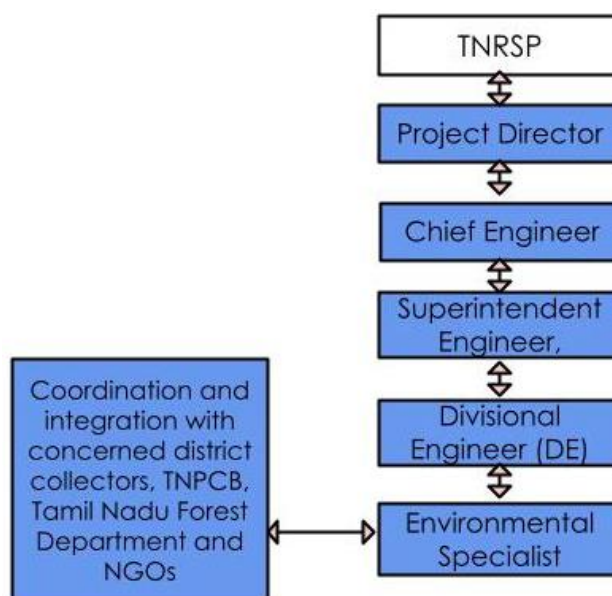 TNRSP
Project Director
Chief Engineer
Superintendent
Engineer,
Divisional
Engineer (DE)
Environmental
Specialist
Coordination and
integration with
concerned district
collectors, TNPCB,
Tamil Nadu Forest
Department and
NGOs